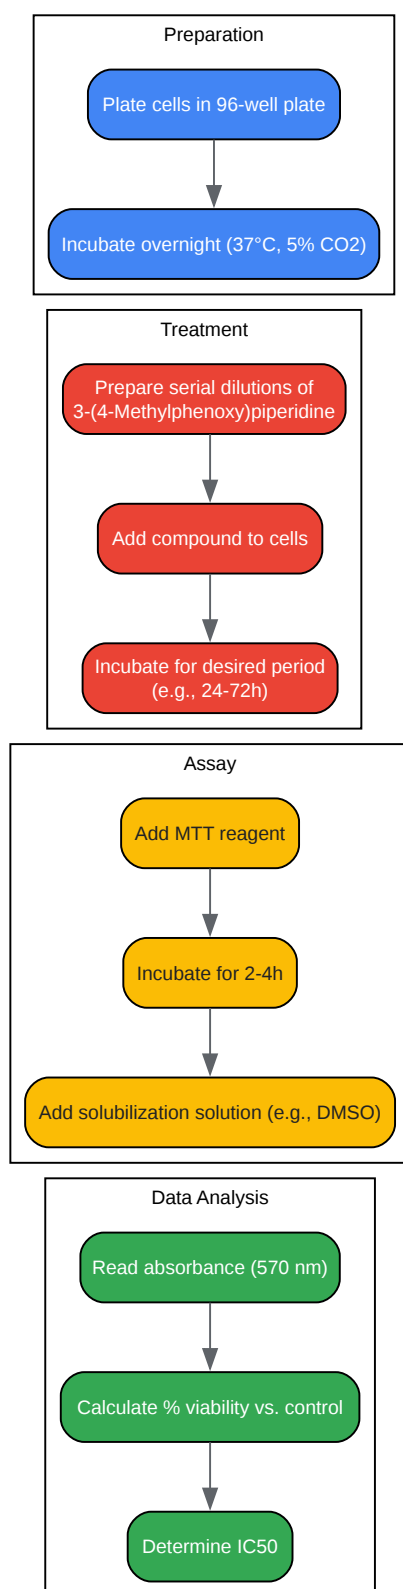 Preparation
Plate cells in 96-well plate
Incubate overnight (37°C, 5% CO2)
Treatment
Prepare serial dilutions of
3-(4-Methylphenoxy)piperidine
Add compound to cells
Incubate for desired period
(e.g., 24-72h)
Assay
Add MTT reagent
Incubate for 2-4h
Add solubilization solution (e.g., DMSO)
Data Analysis
Read absorbance (570 nm)
Calculate % viability vs. control
Determine IC50